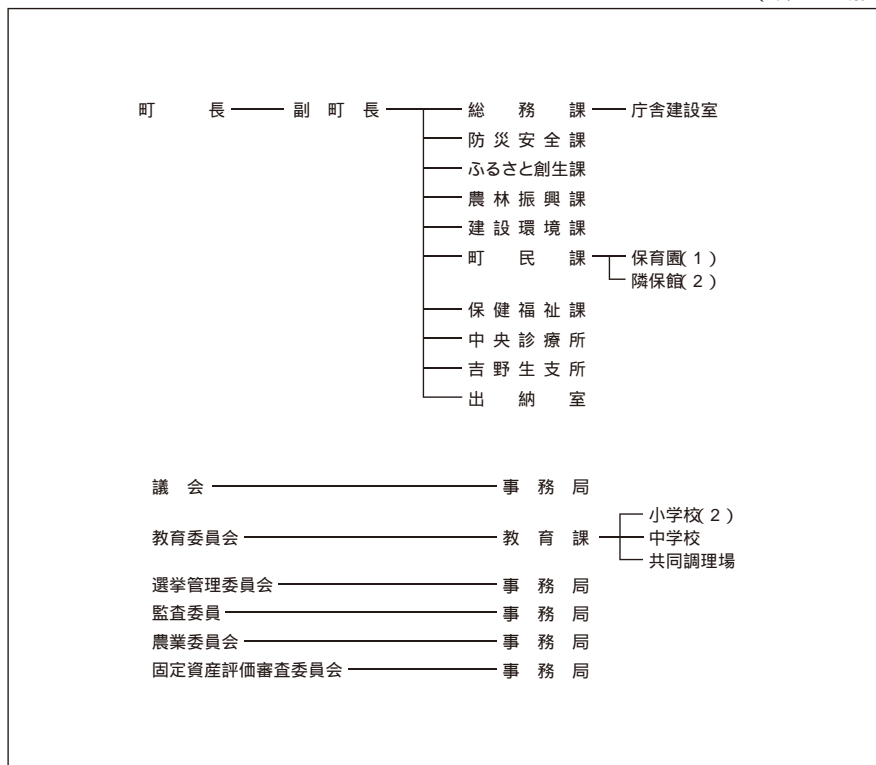 町長 副町長 総務課 庁舎建設室
防災安全課
ふるさと創生課
農林振興課
建設環境課
町民課 保育園(1)
隣保館(2)
保健福祉課
中央診療所
吉野生支所
出納室
議会 事務局
小学校(2)
教育委員会 教育課 中学校
共同調理場
選挙管理委員会 事務局
監査委員 事務局
農業委員会 事務局
固定資産評価審査委員会 事務局